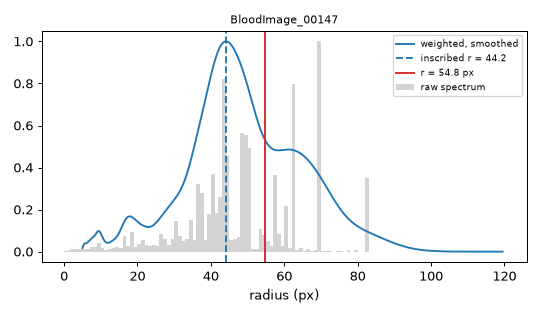 BloodImage_00147
weighted, smoothed
inscribed r = 44.2
r = 54.8 px
raw spectrum
1.0
0.8
0.6
0.4
0.2
0.0
0 20 40 60 80 100 120
radius (px)